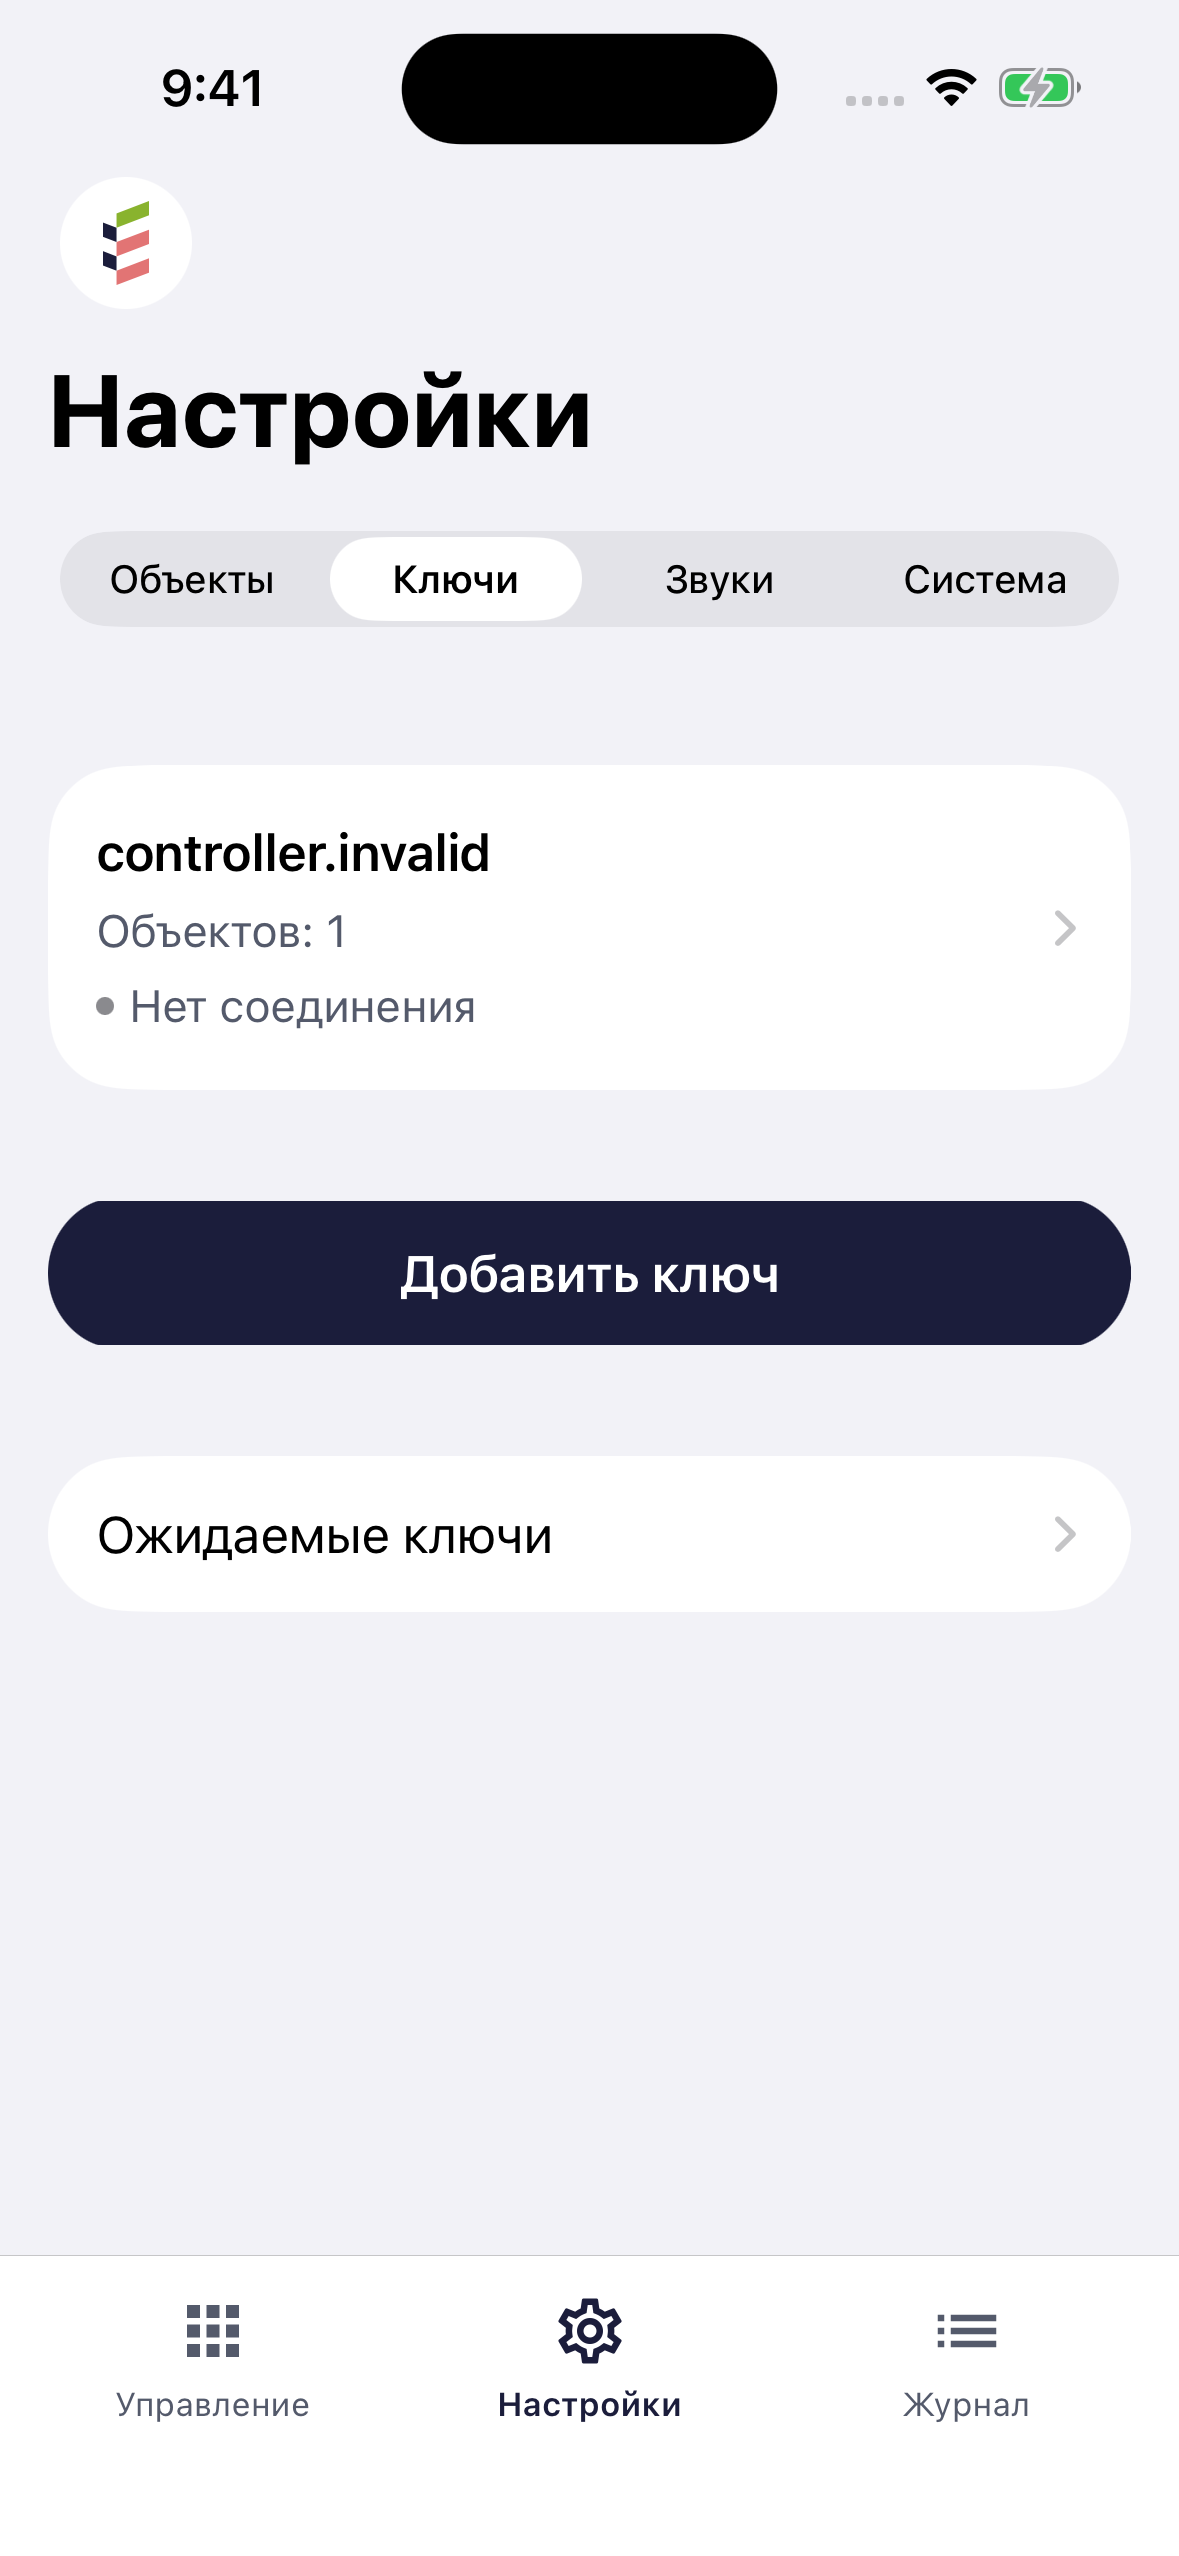 9:41
Настройки
Объекты Ключи Звуки Система
controller.invalid
Объектов: 1
Нет соединения
Добавить ключ
Ожидаемые ключи
Управление Настройки Журнал